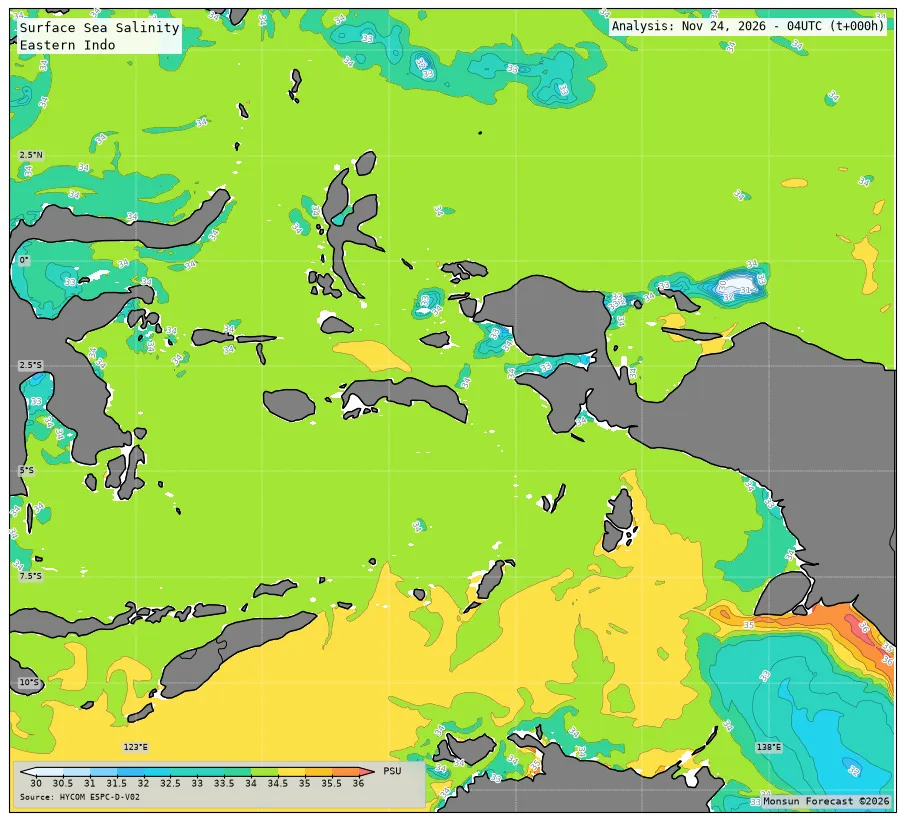 Surface Sea Salinity
Eastern Indo
Analysis: Nov 24, 2026 - 04UTC (t+000h)
2.5°N
0°
2.5°S
5°S
7.5°S
10°S
123°E
138°E
PSU
30 30.5 31 31.5 32 32.5 33 33.5 34 34.5 35 35.5 36
Source: HYCOM ESPC-D-V02
Monsun Forecast ©2026